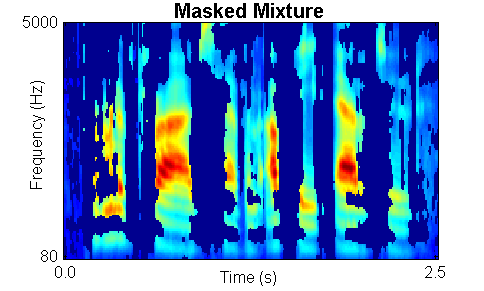 Masked Mixture
5000
Frequency (Hz)
80
0.0
Time (s)
2.5